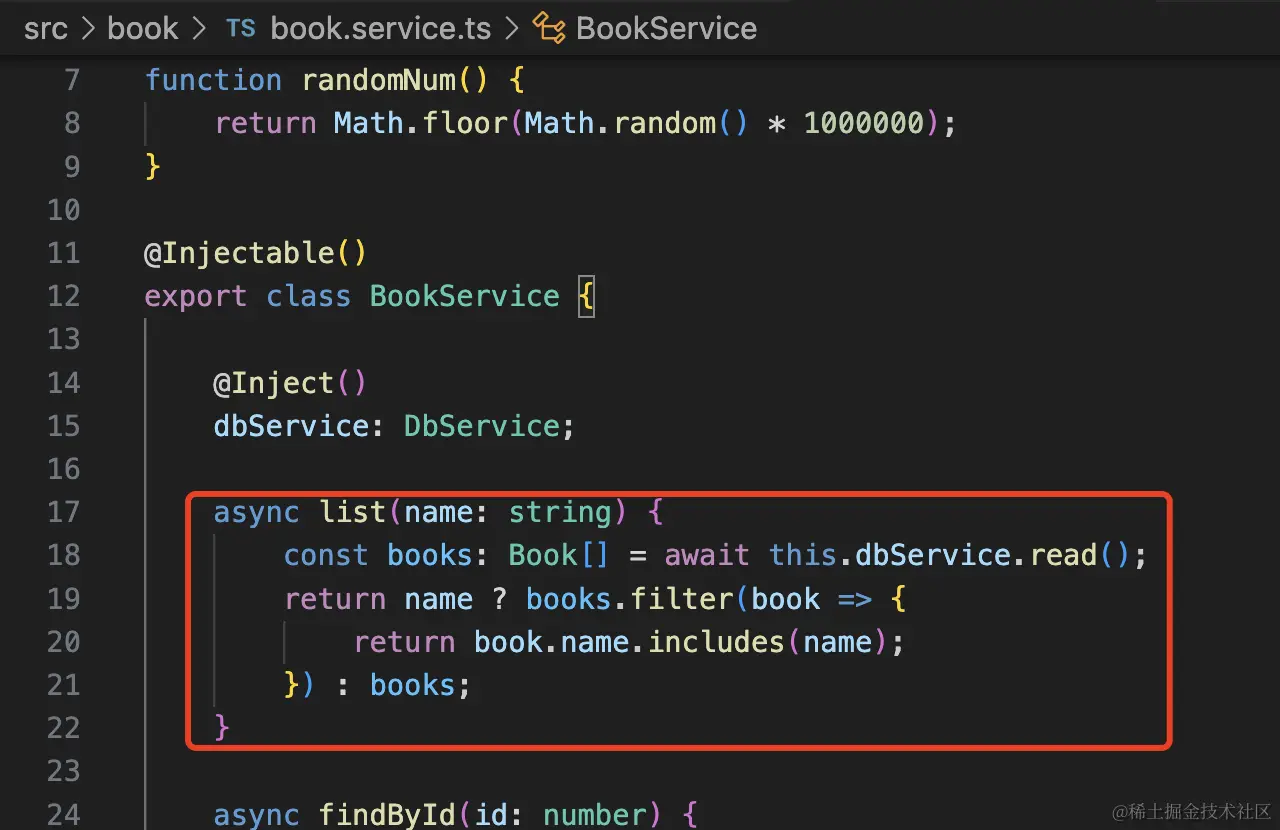 src > book > TS book.service.ts > BookService
7 function randomNum() {
8     return Math.floor(Math.random() * 1000000);
9 }
10
11 @Injectable()
12 export class BookService {
13
14     @Inject()
15     dbService: DbService;
16
17     async list(name: string) {
18         const books: Book[] = await this.dbService.read();
19         return name ? books.filter(book => {
20             return book.name.includes(name);
21         }) : books;
22     }
23
24     async findById(id: number) {
@稀土掘金技术社区